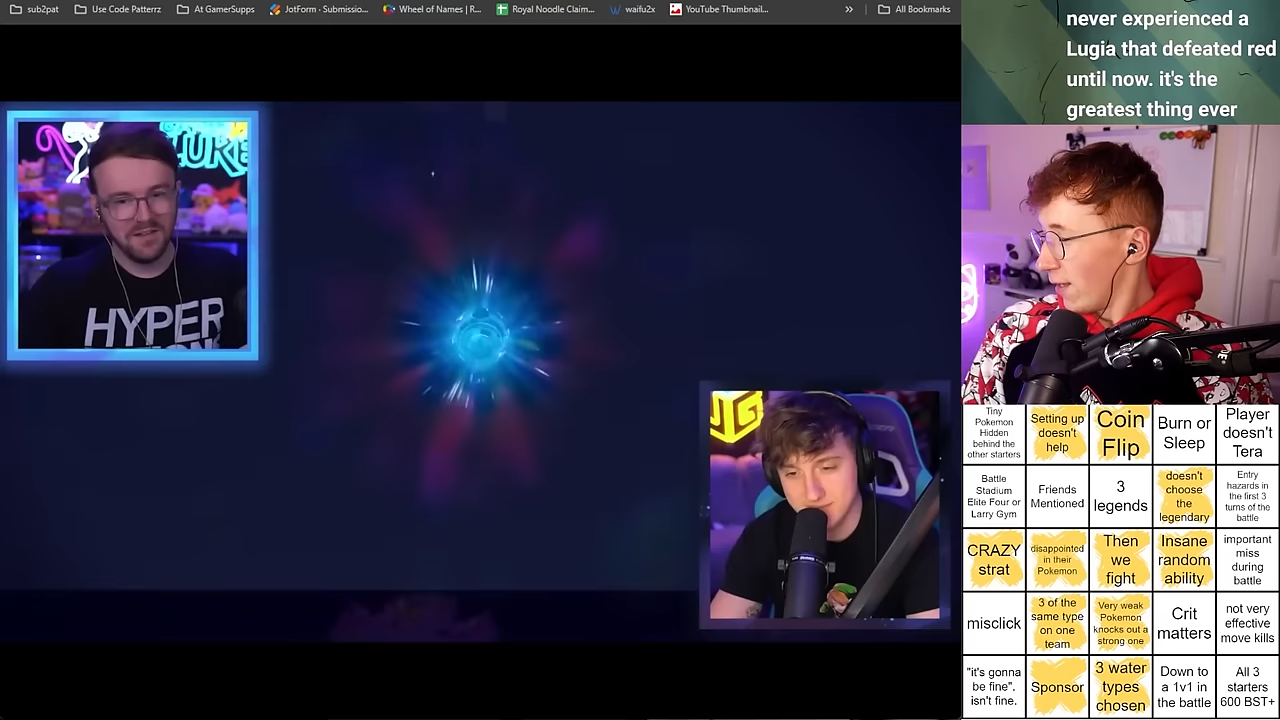 sub2pat
Use Code Patterrz
At GamerSupps
JotForm · Submissio...
Wheel of Names | R...
Royal Noodle Claim...
waifu2x
YouTube Thumbnail...
»
All Bookmarks
never experienced a
Lugia that defeated red
until now. it's the
greatest thing ever
HYPER
Tiny
Pokemon
Hidden
behind the
other starters
Setting up
doesn't
help
Coin
Flip
Burn or
Sleep
Player
doesn't
Tera
Battle
Stadium
Elite Four or
Larry Gym
Friends
Mentioned
3
legends
doesn't
choose
the
legendary
Entry
hazards in
the first 3
turns of the
battle
CRAZY
strat
disappointed
in their
Pokemon
Then
we
fight
Insane
random
ability
important
miss
during
battle
misclick
3 of the
same type
on one
team
Very weak
Pokemon
knocks out a
strong one
Crit
matters
not very
effective
move kills
"it's gonna
be fine".
isn't fine.
Sponsor
3 water
types
chosen
Down to
a 1v1 in
the battle
All 3
starters
600 BST+